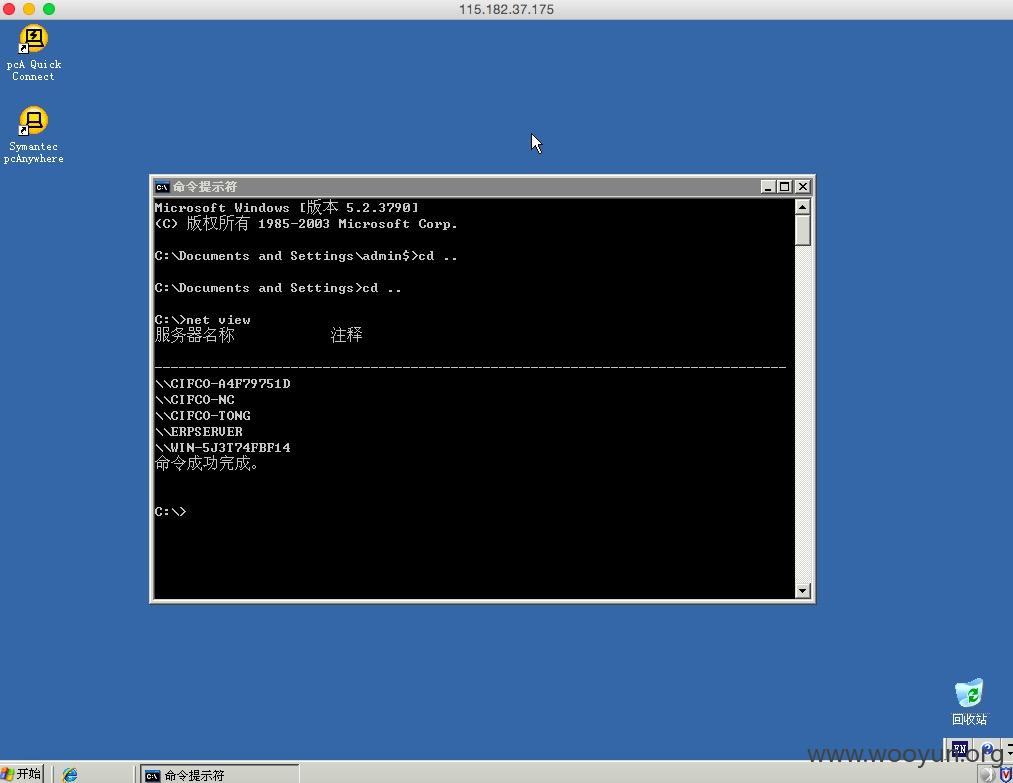 115.182.37.175
pcA Quick
Connect
Symantec
pcAnywhere
命令提示符
Microsoft Windows [版本 5.2.3790]
(C) 版权所有 1985-2003 Microsoft Corp.
C:\Documents and Settings\admin$>cd ..
C:\Documents and Settings>cd ..
C:\>net view
服务器名称 注释
-------------------------------------------------------------------------------
\\CIFCO-A4F79751D
\\CIFCO-NC
\\CIFCO-TONG
\\ERPSERVER
\\WIN-5J3T74FBF14
命令成功完成。
C:\>
回收站
EN
www.wooyun.org
开始
命令提示符